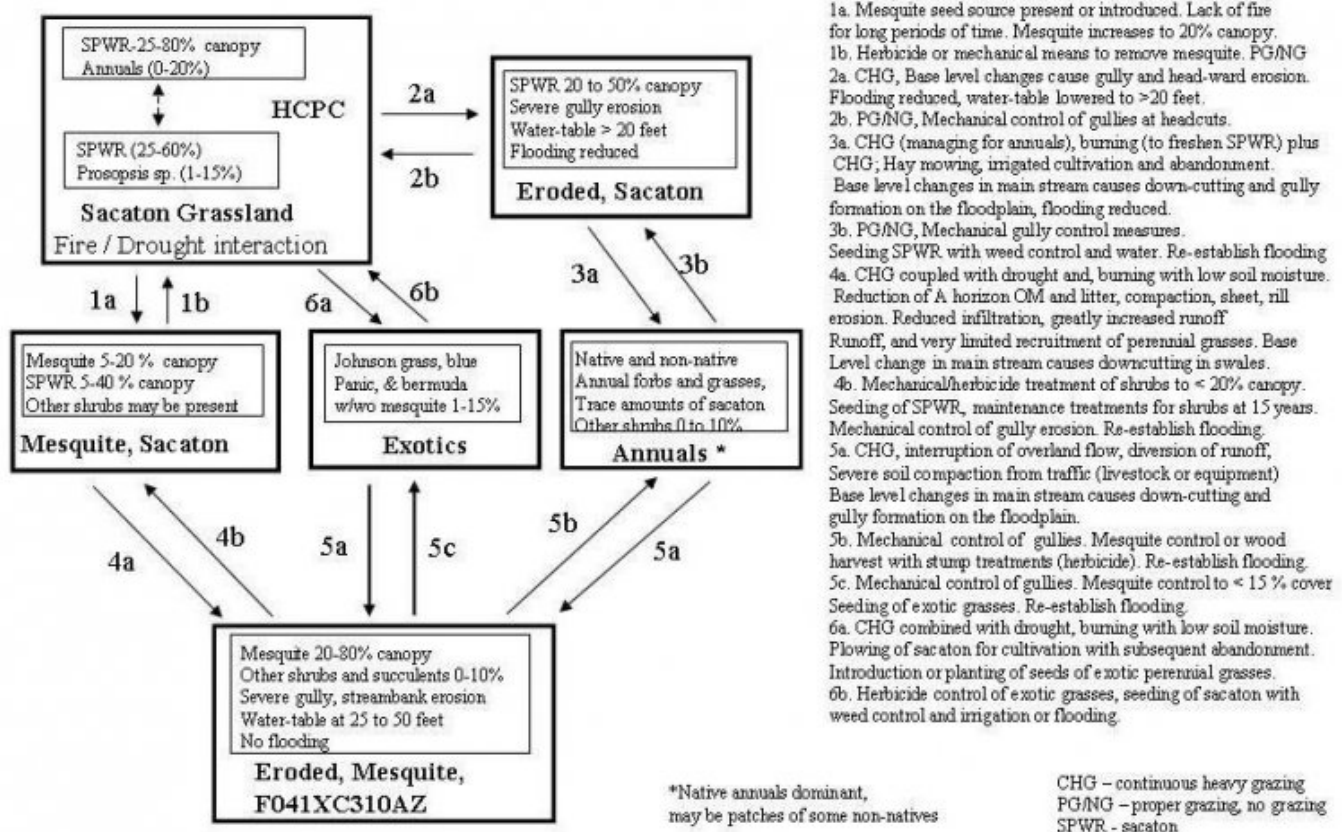 SPWR-25-80% canopy
Annuals (0-20%)
HCPC
SPWR (25-60%)
Prosopsis sp. (1-15%)
Sacaton Grassland
Fire / Drought interaction
2a
2b
SPWR 20 to 50% canopy
Severe gully erosion
Water-table > 20 feet
Flooding reduced
Eroded, Sacaton
1a
1b
6a
6b
3a
3b
Mesquite 5-20 % canopy
SPWR 5-40 % canopy
Other shrubs may be present
Mesquite, Sacaton
Johnson grass, blue
Panic, & bermuda
w/wo mesquite 1-15%
Exotics
Native and non-native
Annual forbs and grasses,
Trace amounts of sacaton
Other shrubs 0 to 10%
Annuals *
4a
4b
5a
5c
5b
5a
Mesquite 20-80% canopy
Other shrubs and succulents 0-10%
Severe gully, streambank erosion
Water-table at 25 to 50 feet
No flooding
Eroded, Mesquite,
F041XC310AZ
1a. Mesquite seed source present or introduced. Lack of fire
for long periods of time. Mesquite increases to 20% canopy.
1b. Herbicide or mechanical means to remove mesquite. PG/NG
2a. CHG, Base level changes cause gully and head-ward erosion.
Flooding reduced, water-table lowered to >20 feet.
2b. PG/NG, Mechanical control of gullies at headcuts.
3a. CHG (managing for annuals), burning (to freshen SPWR) plus
CHG; Hay mowing, irrigated cultivation and abandonment.
Base level changes in main stream causes down-cutting and gully
formation on the floodplain, flooding reduced.
3b. PG/NG, Mechanical gully control measures.
Seeding SPWR with weed control and water. Re-establish flooding
4a. CHG coupled with drought and, burning with low soil moisture.
Reduction of A horizon OM and litter, compaction, sheet, rill
erosion. Reduced infiltration, greatly increased runoff
Runoff, and very limited recruitment of perennial grasses. Base
Level change in main stream causes downcutting in swales.
4b. Mechanical/herbicide treatment of shrubs to < 20% canopy.
Seeding of SPWR, maintenance treatments for shrubs at 15 years.
Mechanical control of gully erosion. Re-establish flooding.
5a. CHG, interruption of overland flow, diversion of runoff,
Severe soil compaction from traffic (livestock or equipment)
Base level changes in main stream causes down-cutting and
gully formation on the floodplain.
5b. Mechanical control of gullies. Mesquite control or wood
harvest with stump treatments (herbicide). Re-establish flooding.
5c. Mechanical control of gullies. Mesquite control to < 15 % cover
Seeding of exotic grasses. Re-establish flooding.
6a. CHG combined with drought, burning with low soil moisture.
Plowing of sacaton for cultivation with subsequent abandonment.
Introduction or planting of seeds of exotic perennial grasses.
6b. Herbicide control of exotic grasses, seeding of sacaton with
weed control and irrigation or flooding.
*Native annuals dominant,
may be patches of some non-natives
CHG – continuous heavy grazing
PG/NG – proper grazing, no grazing
SPWR - sacaton